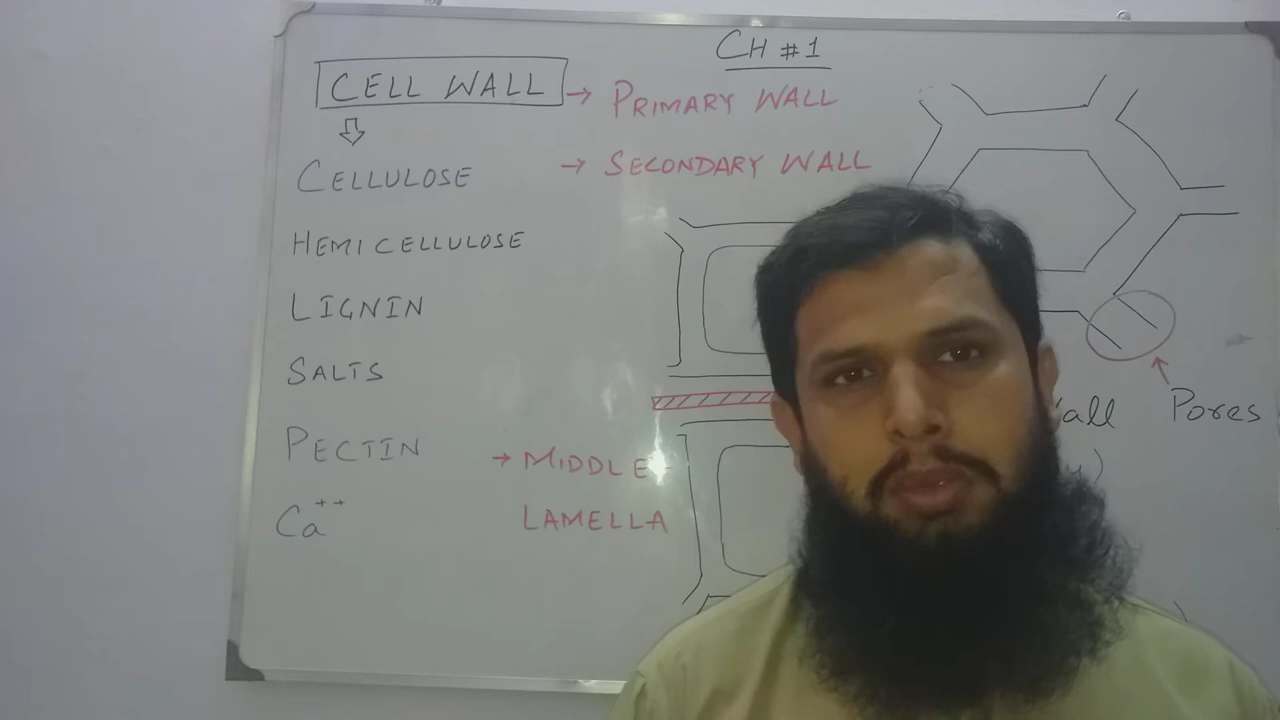 CH #1
CELL WALL → PRIMARY WALL
→ SECONDARY WALL
CELLULOSE
HEMICELLULOSE
LIGNIN
SALTS
PECTIN
Ca++
→ MIDDLE
LAMELLA
Pores